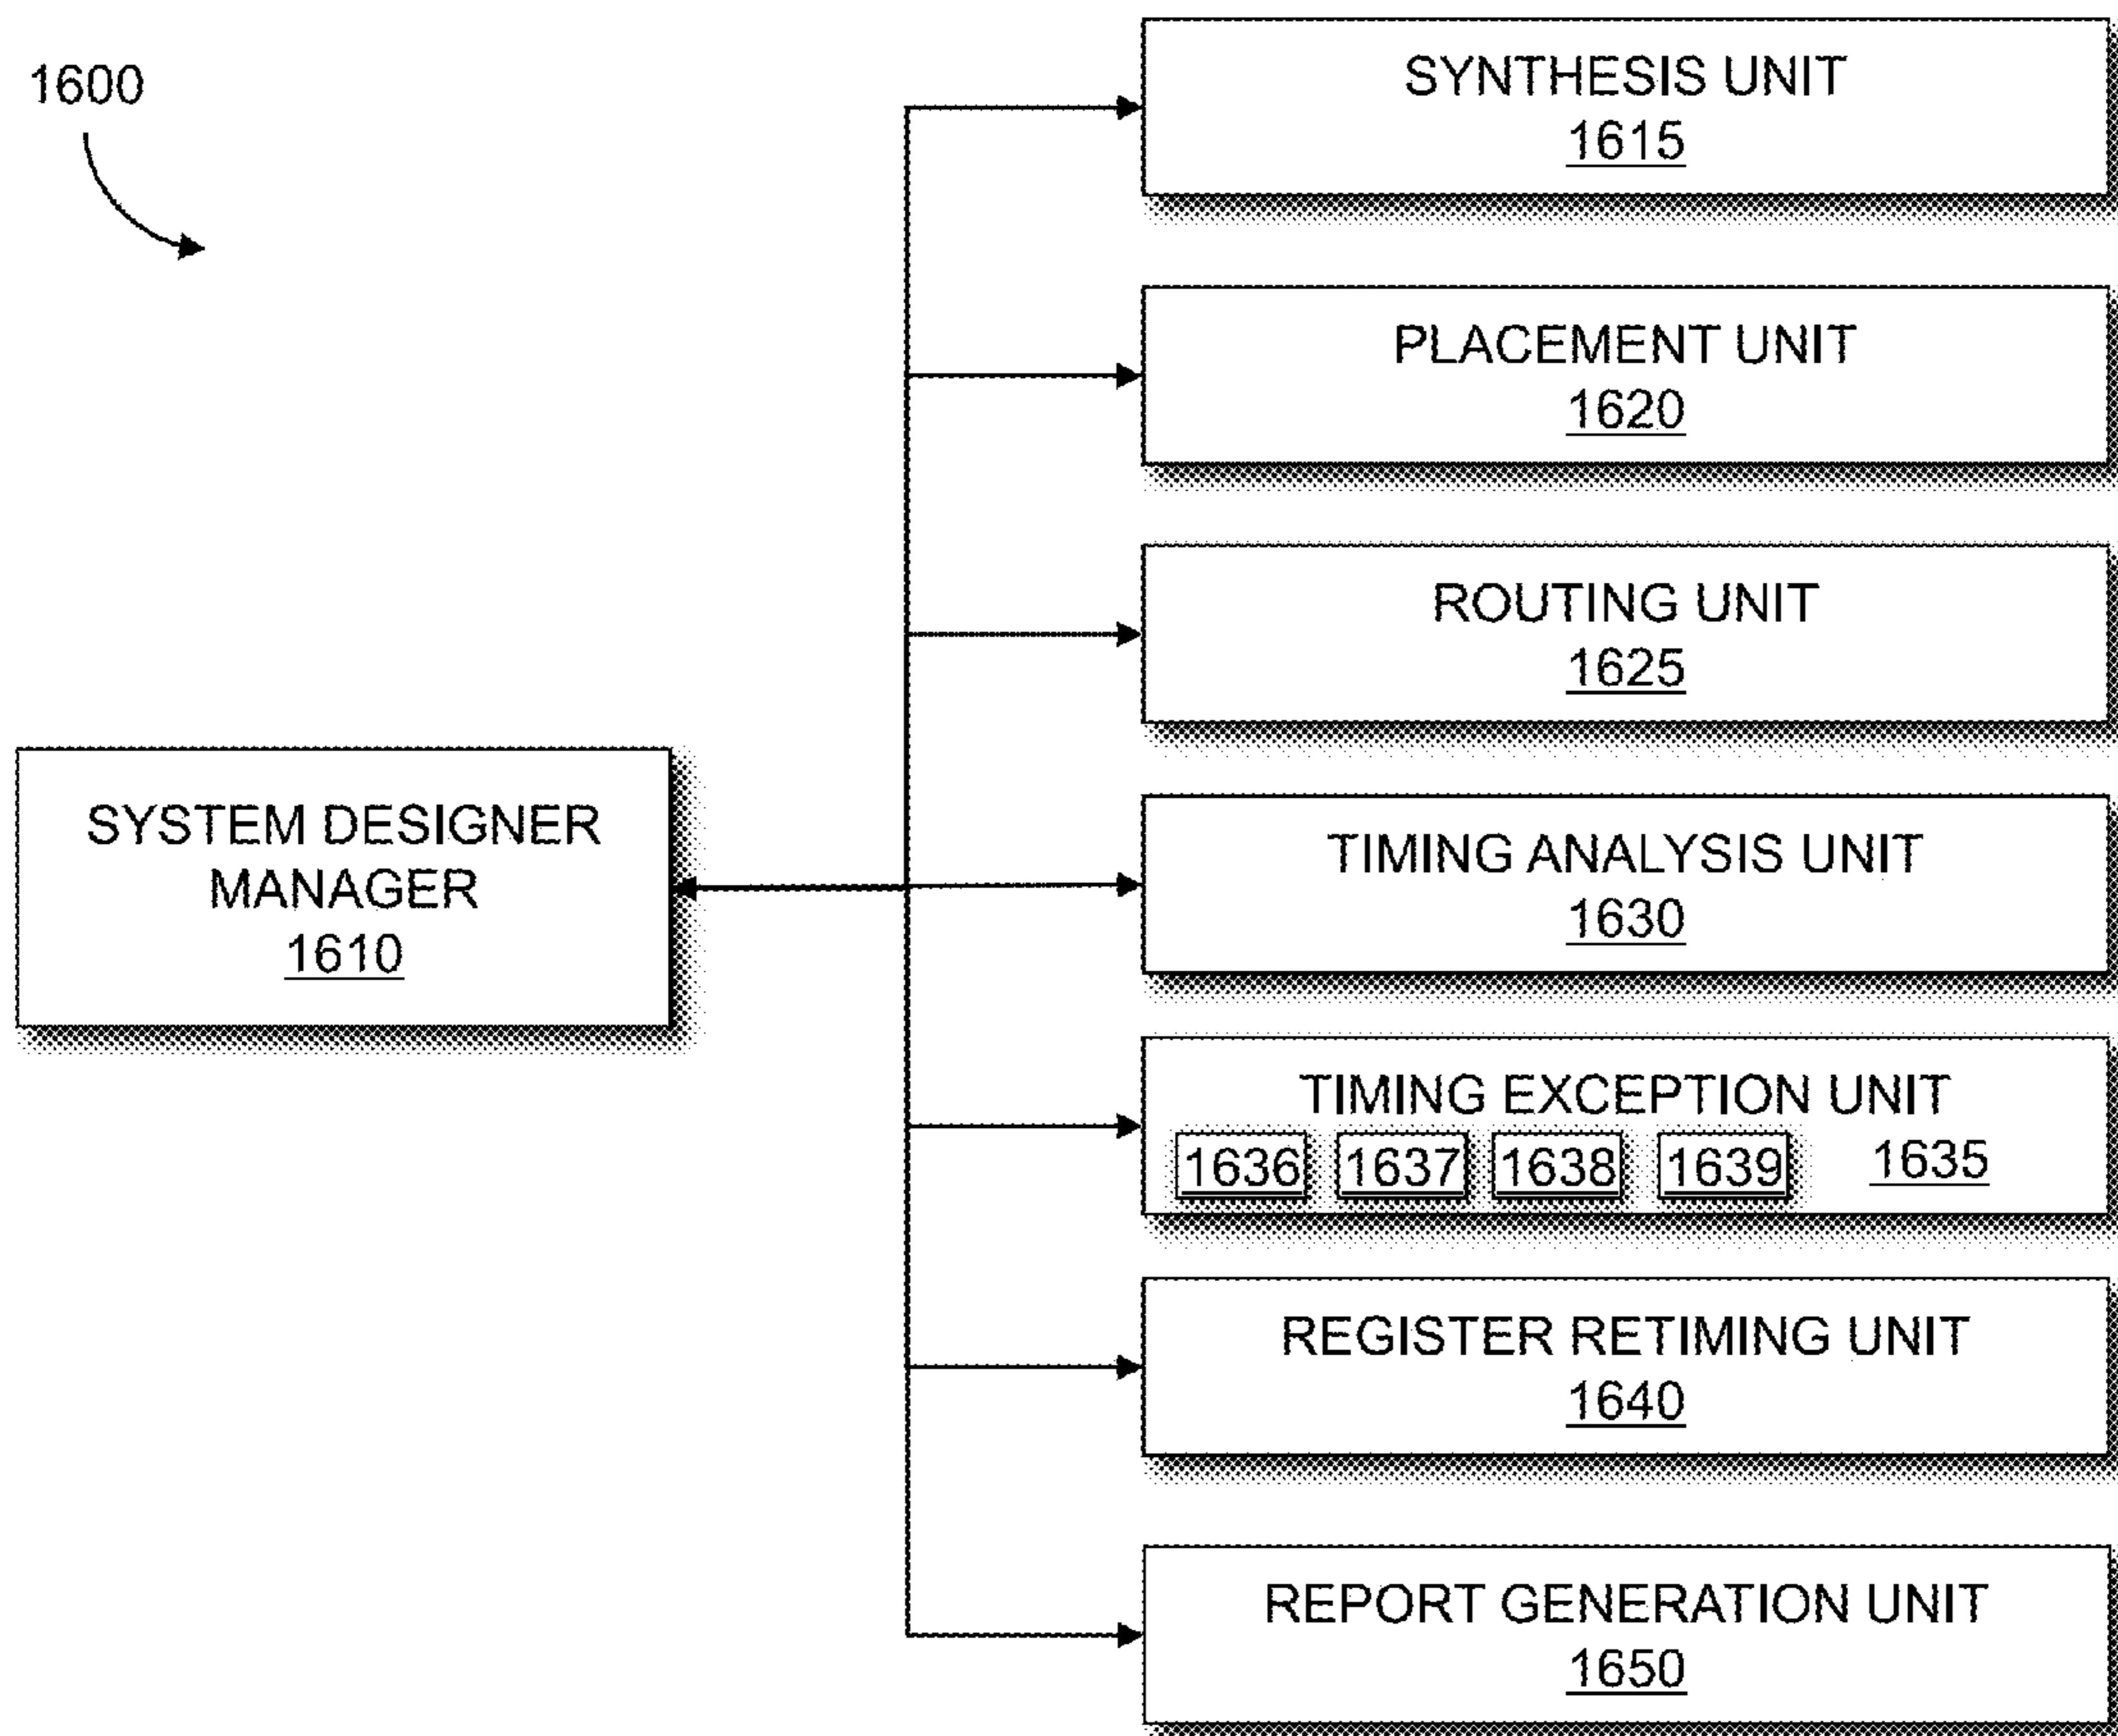 1600
SYNTHESIS UNIT
1615
PLACEMENT UNIT
1620
ROUTING UNIT
1625
SYSTEM DESIGNER
MANAGER
1610
TIMING ANALYSIS UNIT
1630
TIMING EXCEPTION UNIT
1636 1637 1638 1639 1635
REGISTER RETIMING UNIT
1640
REPORT GENERATION UNIT
1650